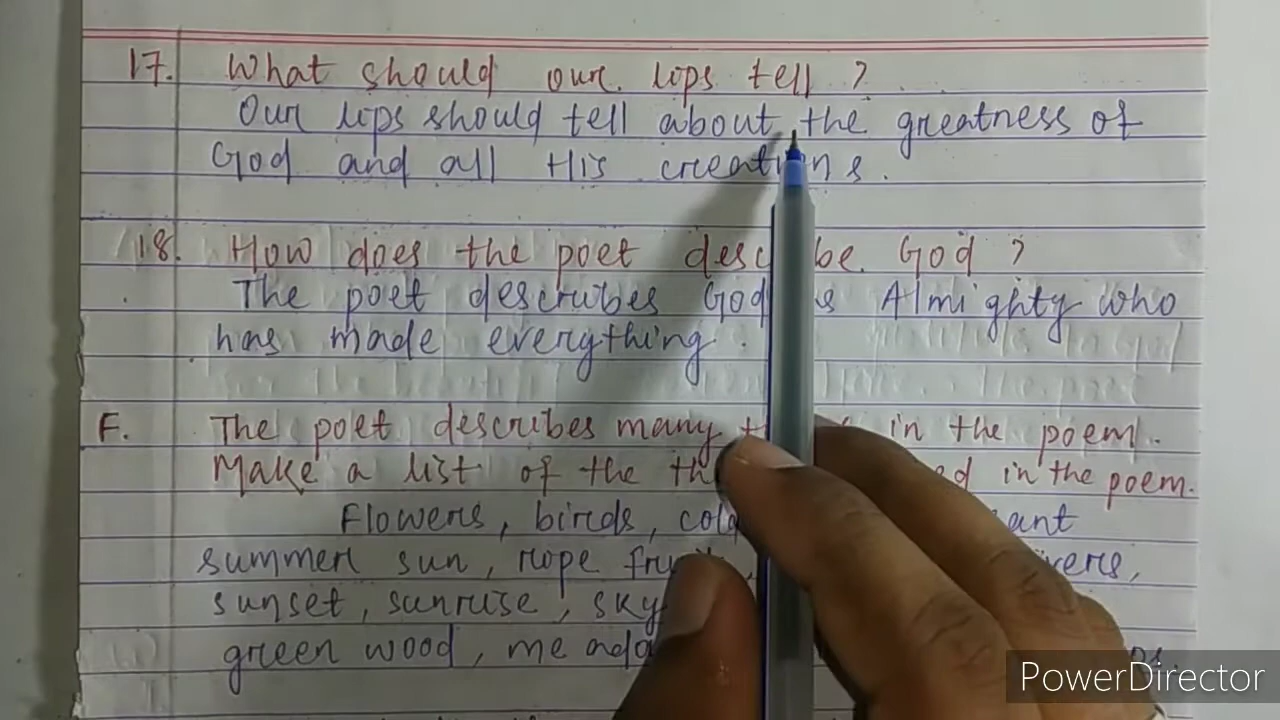 17. What should our lips tell ?
Our lips should tell about the greatness of
God and all His creations.
18. How does the poet describe God ?
The poet describes God as Almighty who
has made everything.
F. The poet describes many in the poem.
Make a list of the in the poem.
Flowers, birds,
summer sun, rope
sunset, sunrise, sky
green wood,
PowerDirector